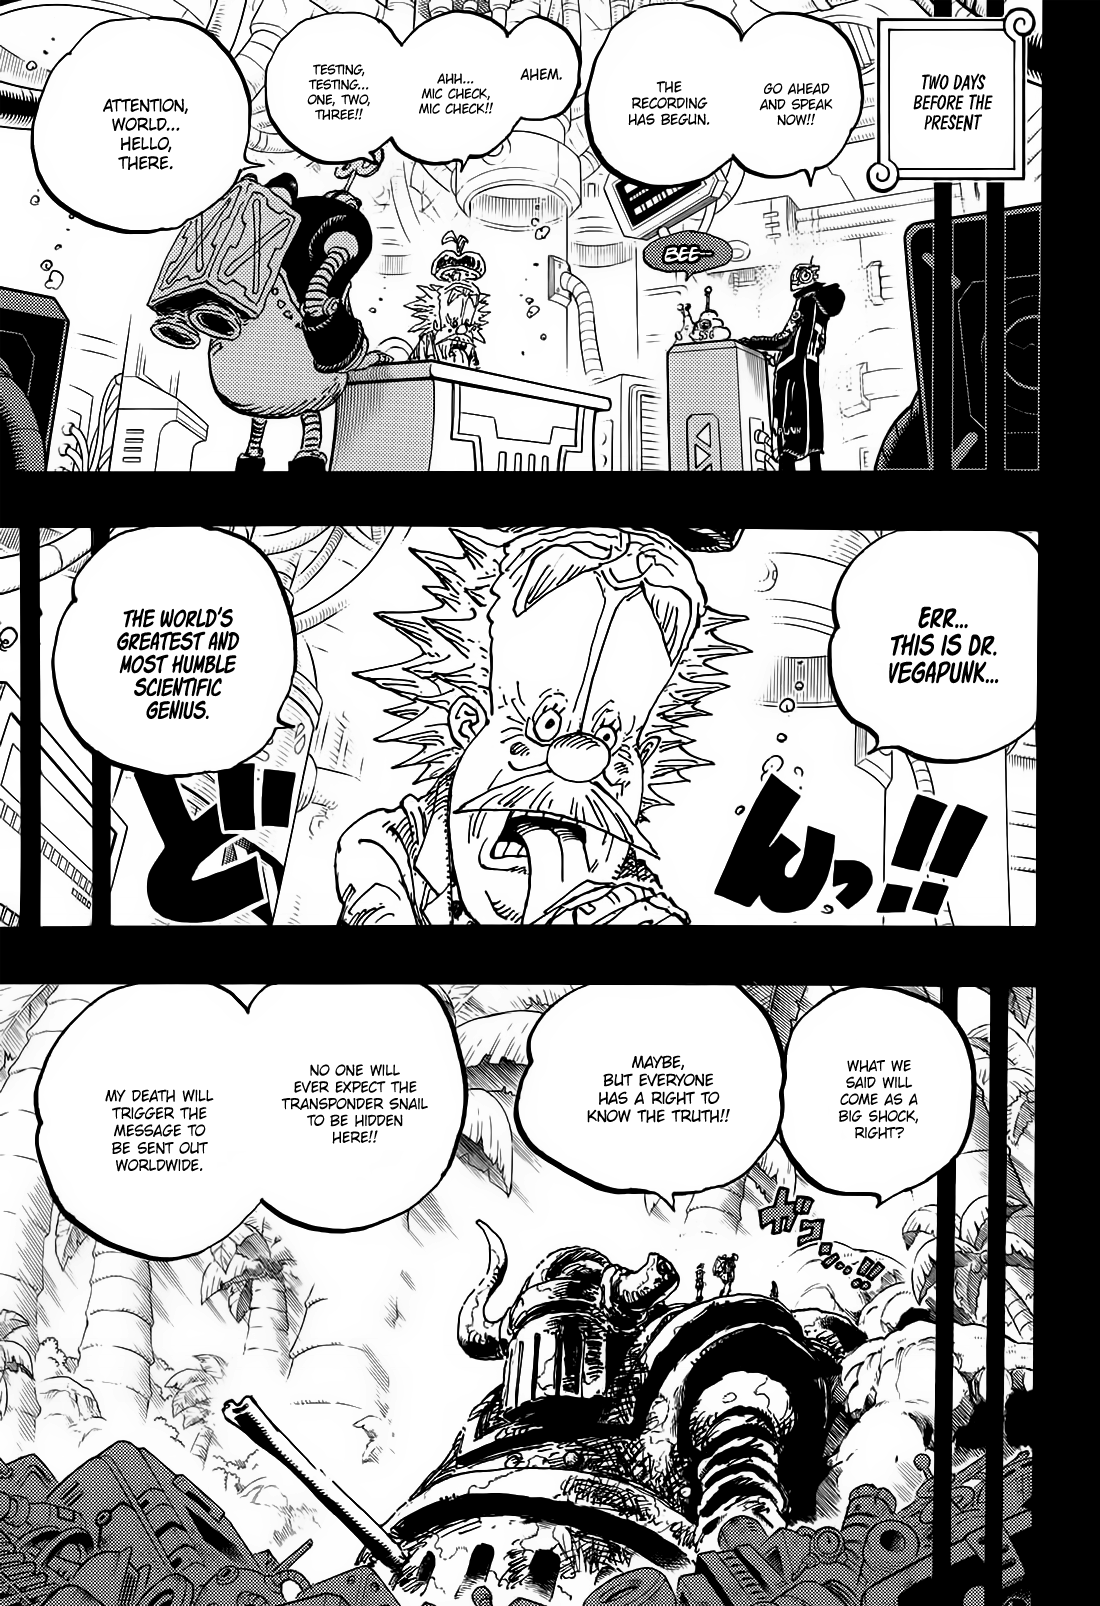 TWO DAYS
BEFORE THE
PRESENT
GO AHEAD
AND SPEAK
NOW!!
THE
RECORDING
HAS BEGUN.
BEE—
AHEM.
AHH...
MIC CHECK,
MIC CHECK!!
TESTING,
TESTING...
ONE, TWO,
THREE!!
ATTENTION,
WORLD...
HELLO,
THERE.
ERR...
THIS IS DR.
VEGAPUNK...
THE WORLD'S
GREATEST AND
MOST HUMBLE
SCIENTIFIC
GENIUS.
どんっ!!
WHAT WE
SAID WILL
COME AS A
BIG SHOCK,
RIGHT?
MAYBE,
BUT EVERYONE
HAS A RIGHT TO
KNOW THE TRUTH!!
NO ONE WILL
EVER EXPECT THE
TRANSPONDER SNAIL
TO BE HIDDEN
HERE!!
MY DEATH WILL
TRIGGER THE
MESSAGE TO
BE SENT OUT
WORLDWIDE.
ガコン...!!